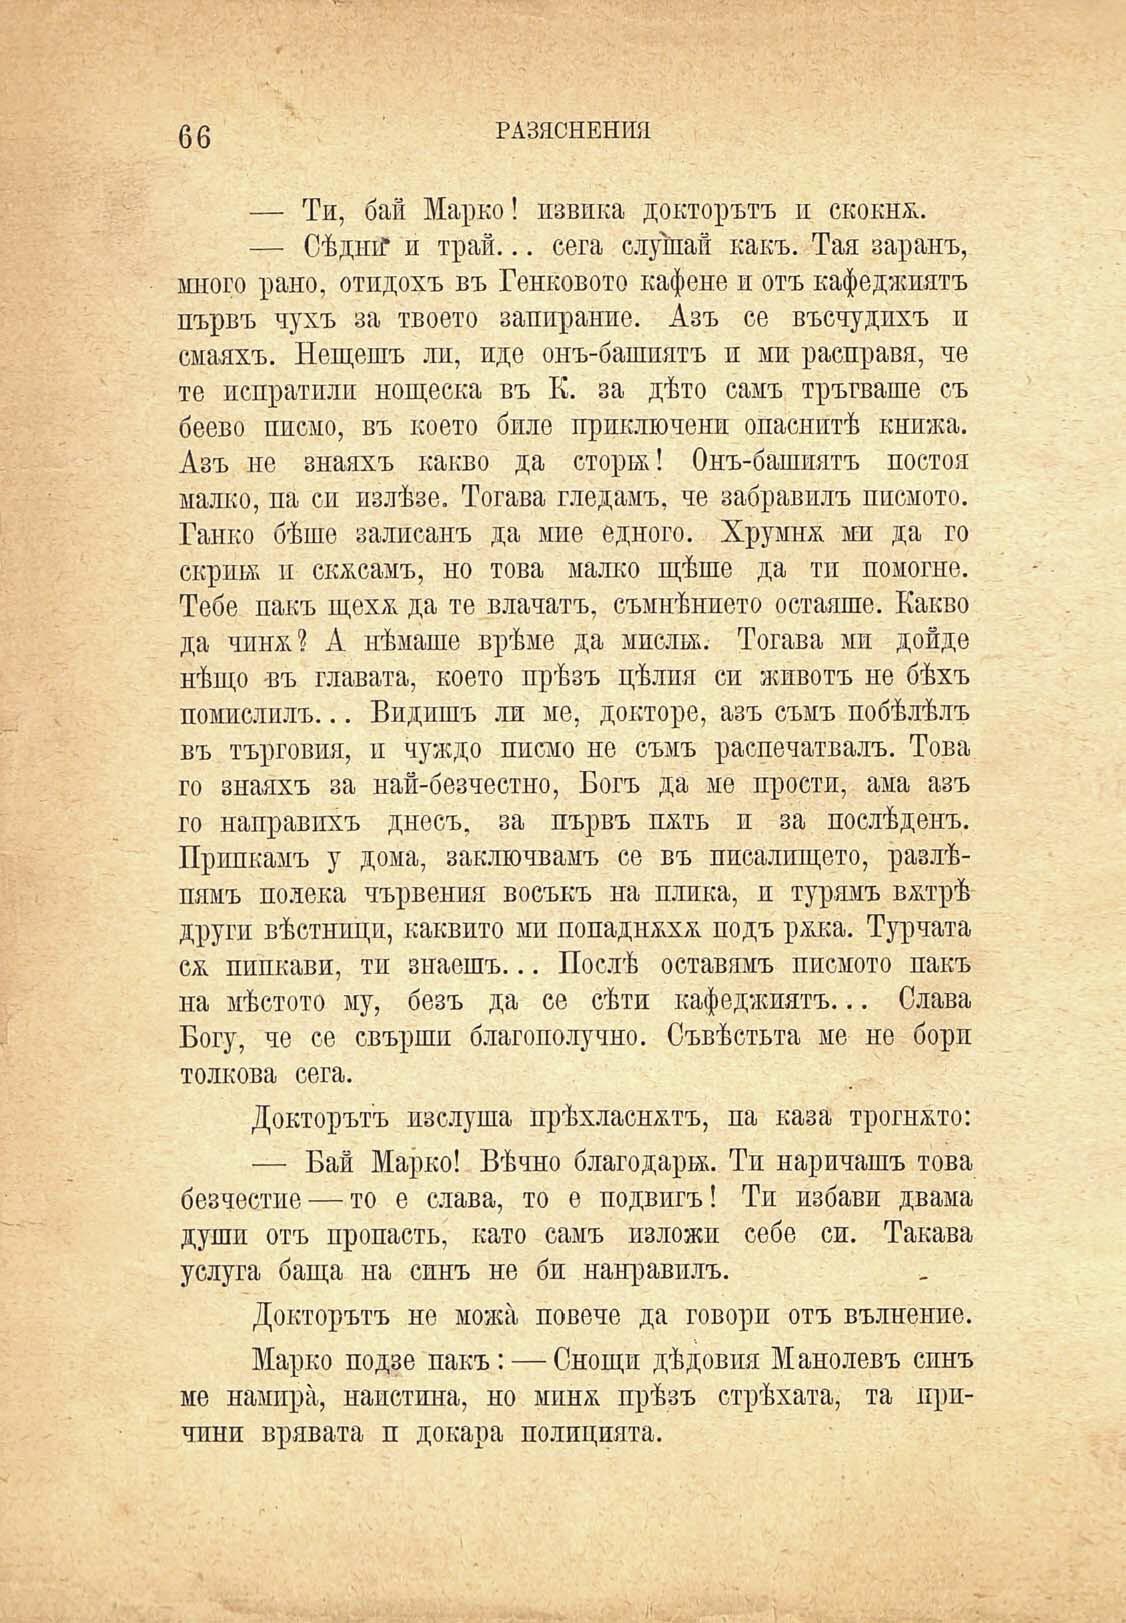 66
РАЗЯСНЕНИЯ
— Ти, бай Марко! извика докторътъ и скокнѫ.
— Сѣдни и трай... сега слушай какъ. Тая заранъ,
много рано, отидохъ въ Генковото кафене и отъ кафеджиятъ
първъ чухъ за твоето запирание. Азъ се въсчудихъ и
смаяхъ. Нещешъ ли, иде онъ-башиятъ и ми расправя, че
те испратили нощеска въ К. за дѣто самъ тръгваше съ
беево писмо, въ което биле приключени опаснитѣ книжа.
Азъ не знаяхъ какво да сторѭ! Онъ-башиятъ постоя
малко, па си излѣзе. Тогава гледамъ, че забравилъ писмото.
Ганко бѣше залисанъ да мие едного. Хрумнѫ ми да го
скриѭ и скѫсамъ, но това малко щѣше да ти помогне.
Тебе пакъ щехѫ да те влачатъ, съмнѣнието остаяше. Какво
да чинѫ? А нѣмаше врѣме да мислѭ. Тогава ми дойде
нѣщо въ главата, което прѣзъ цѣлия си животъ не бѣхъ
помислилъ... Видишъ ли ме, докторе, азъ съмъ побѣлѣлъ
въ търговия, и чуждо писмо не съмъ распечатвалъ. Това
го знаяхъ за най-безчестно, Богъ да ме прости, ама азъ
го направихъ днесъ, за първъ пѫть и за послѣденъ.
Припкамъ у дома, заключвамъ се въ писалището, разлѣ-
пямъ полека чървения восъкъ на плика, и турямъ вѫтрѣ
други вѣстници, каквито ми попаднѫхѫ подъ рѫка. Турчата
сѫ пипкави, ти знаешъ... Послѣ оставямъ писмото пакъ
на мѣстото му, безъ да се сѣти кафеджиятъ... Слава
Богу, че се свърши благополучно. Съвѣстьта ме не бори
толкова сега.
Докторътъ изслуша прѣхласнѫтъ, па каза трогнѫто:
— Бай Марко! Вѣчно благодарѭ. Ти наричашъ това
безчестие — то е слава, то е подвигъ! Ти избави двама
души отъ пропасть, като самъ изложи себе си. Такава
услуга баща на синъ не би нанравилъ.
Докторътъ не можà повече да говори отъ вълнение.
Марко подзе пакъ: — Снощи дѣдовия Манолевъ синъ
ме намирà, наистина, но минѫ прѣзъ стрѣхата, та при-
чини врявата п докара полицията.